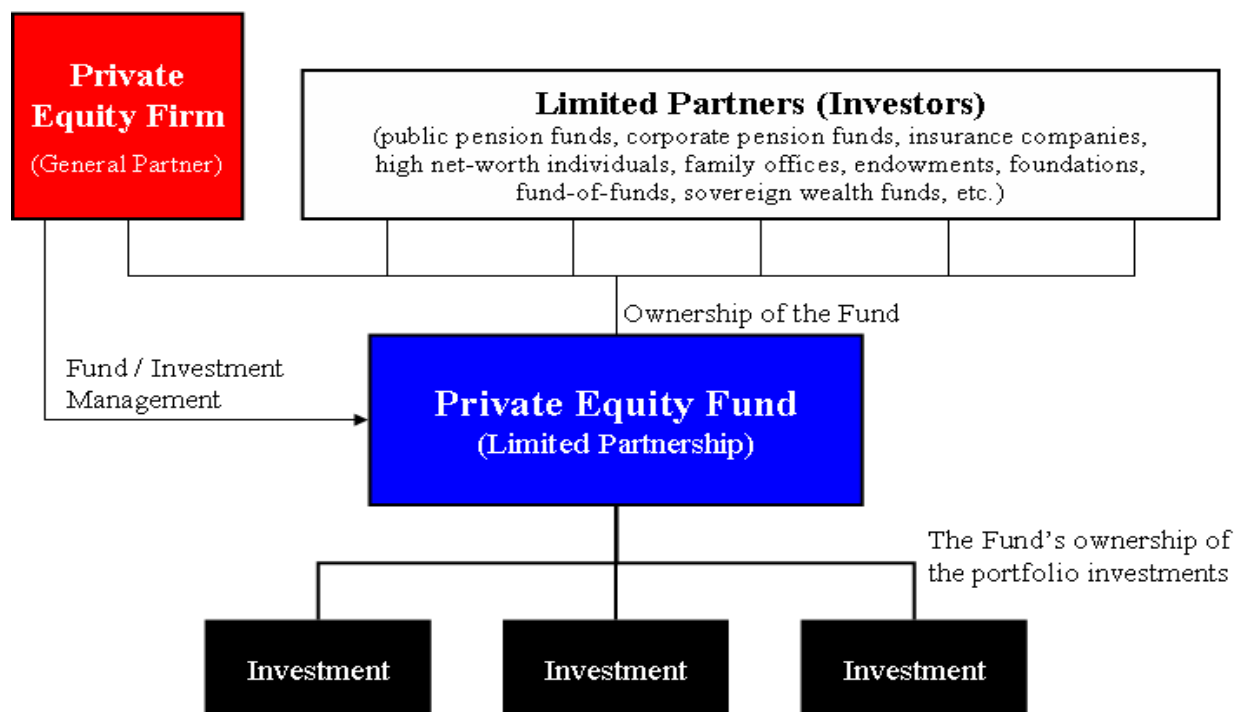 Private
Equity Firm
(General Partner)
Limited Partners (Investors)
(public pension funds, corporate pension funds, insurance companies,
high net-worth individuals, family offices, endowments, foundations,
fund-of-funds, sovereign wealth funds, etc.)
Ownership of the Fund
Fund / Investment
Management
Private Equity Fund
(Limited Partnership)
The Fund’s ownership of
the portfolio investments
Investment
Investment
Investment